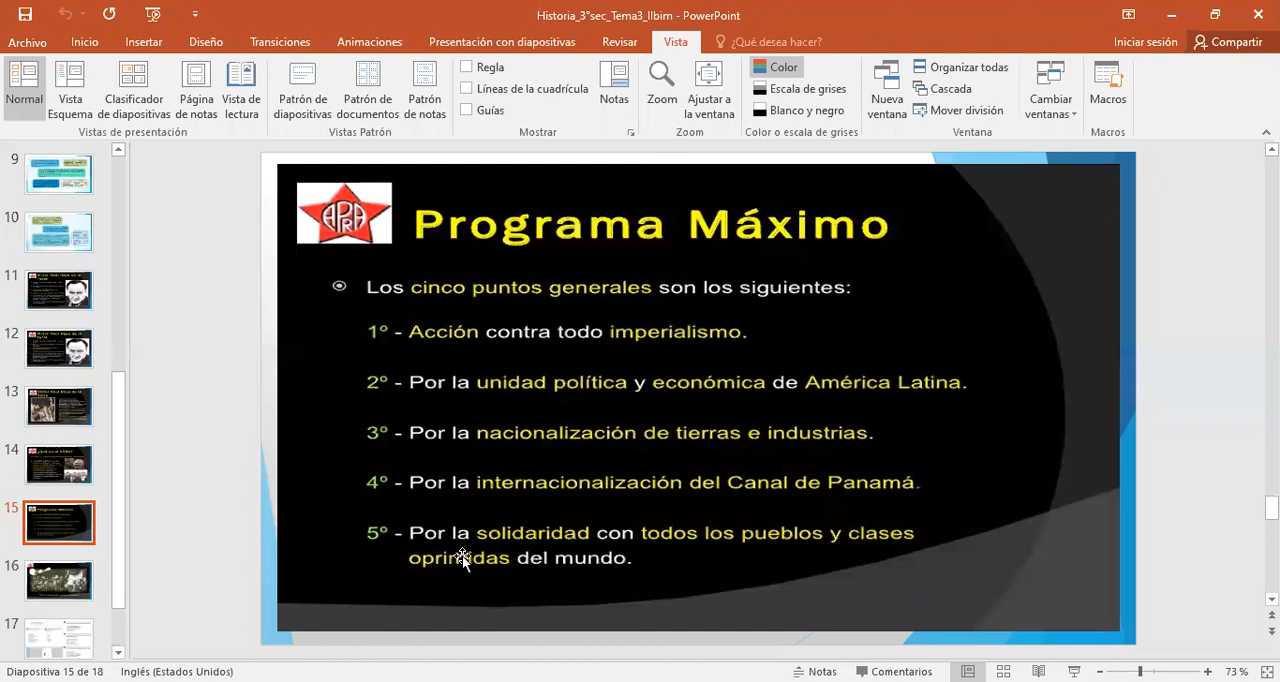 Historia_3°sec_Tema3_IIbim - PowerPoint
Archivo Inicio Insertar Diseño Transiciones Animaciones Presentación con diapositivas Revisar Vista ¿Qué desea hacer? Iniciar sesión Compartir
Normal
Vista Esquema
Clasificador de diapositivas
Página de notas
Vista de lectura
Vistas de presentación
Patrón de diapositivas
Patrón de documentos
Patrón de notas
Vistas Patrón
Regla
Líneas de la cuadrícula
Guías
Notas
Mostrar
Zoom
Ajustar a la ventana
Zoom
Color
Escala de grises
Blanco y negro
Color o escala de grises
Nueva ventana
Organizar todas
Cascada
Mover división
Cambiar ventanas
Ventana
Macros
Macros
9
10
11
12
13
14
15
16
17
APRA
Programa Máximo
Los cinco puntos generales son los siguientes:
1º - Acción contra todo imperialismo.
2º - Por la unidad política y económica de América Latina.
3º - Por la nacionalización de tierras e industrias.
4º - Por la internacionalización del Canal de Panamá.
5º - Por la solidaridad con todos los pueblos y clases
oprimidas del mundo.
Diapositiva 15 de 18 Inglés (Estados Unidos) Notas Comentarios 73 %